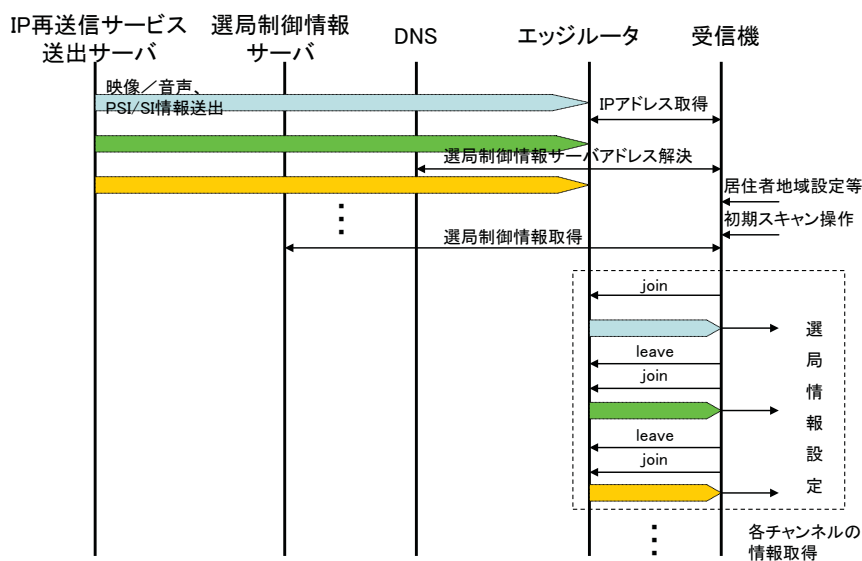 IP再送信サービス
送出サーバ
選局制御情報
サーバ
DNS
エッジルータ
受信機
映像／音声、
PSI/SI情報送出
IPアドレス取得
選局制御情報サーバアドレス解決
居住者地域設定等
初期スキャン操作
選局制御情報取得
join
leave
join
leave
join
選局情報設定
各チャンネルの
情報取得